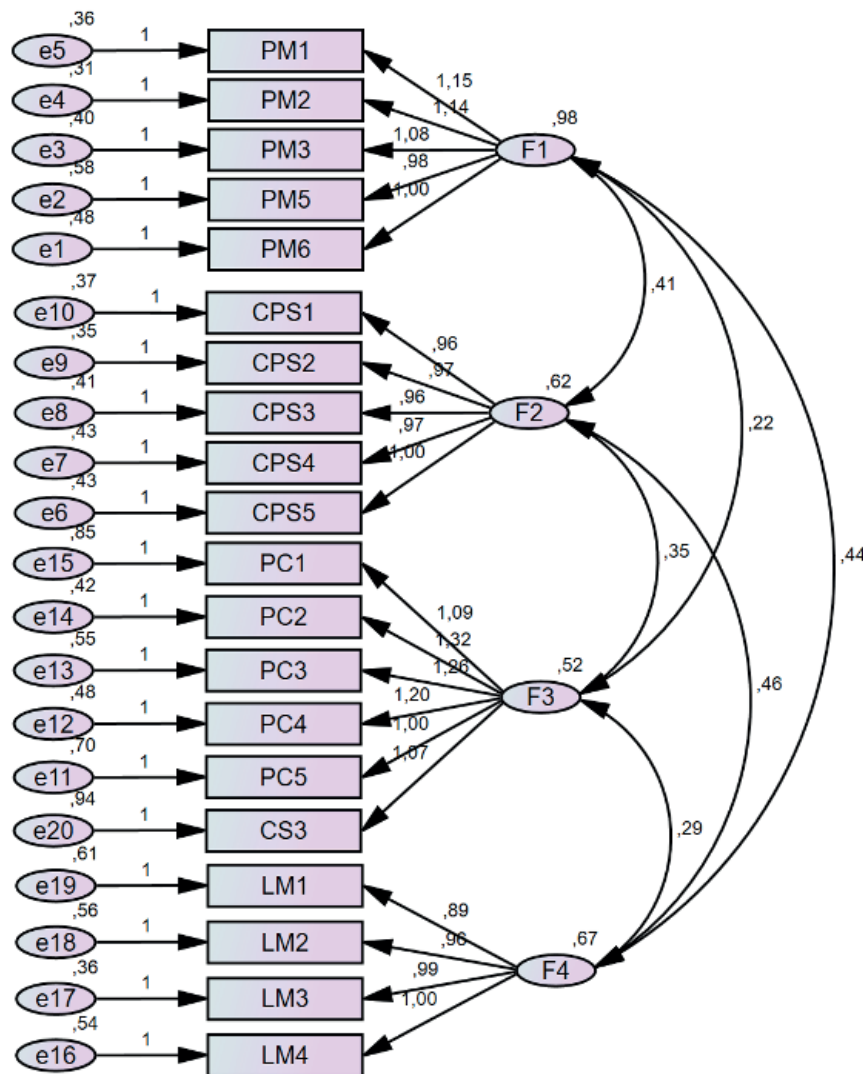 ,36
e5 1 PM1
1,15
,31
e4 1 PM2
1,14
,98
,40
e3 1 PM3
1,08
F1
,58
e2 1 PM5
,98
,48
e1 1 PM6
1,00
,41
,37
e10 1 CPS1
,96
,35
e9 1 CPS2
,97
,62
,41
e8 1 CPS3
,96
F2
,22
,43
e7 1 CPS4
,97
,43
e6 1 CPS5
1,00
,85
e15 1 PC1
,35
,44
,42
e14 1 PC2
1,09
,55
e13 1 PC3
1,32
1,26
,52
,48
e12 1 PC4
1,20
F3
,46
,70
e11 1 PC5
1,00
1,07
,94
e20 1 CS3
,29
,61
e19 1 LM1
,89
,56
e18 1 LM2
,96
,67
,36
e17 1 LM3
,99
F4
,54
e16 1 LM4
1,00